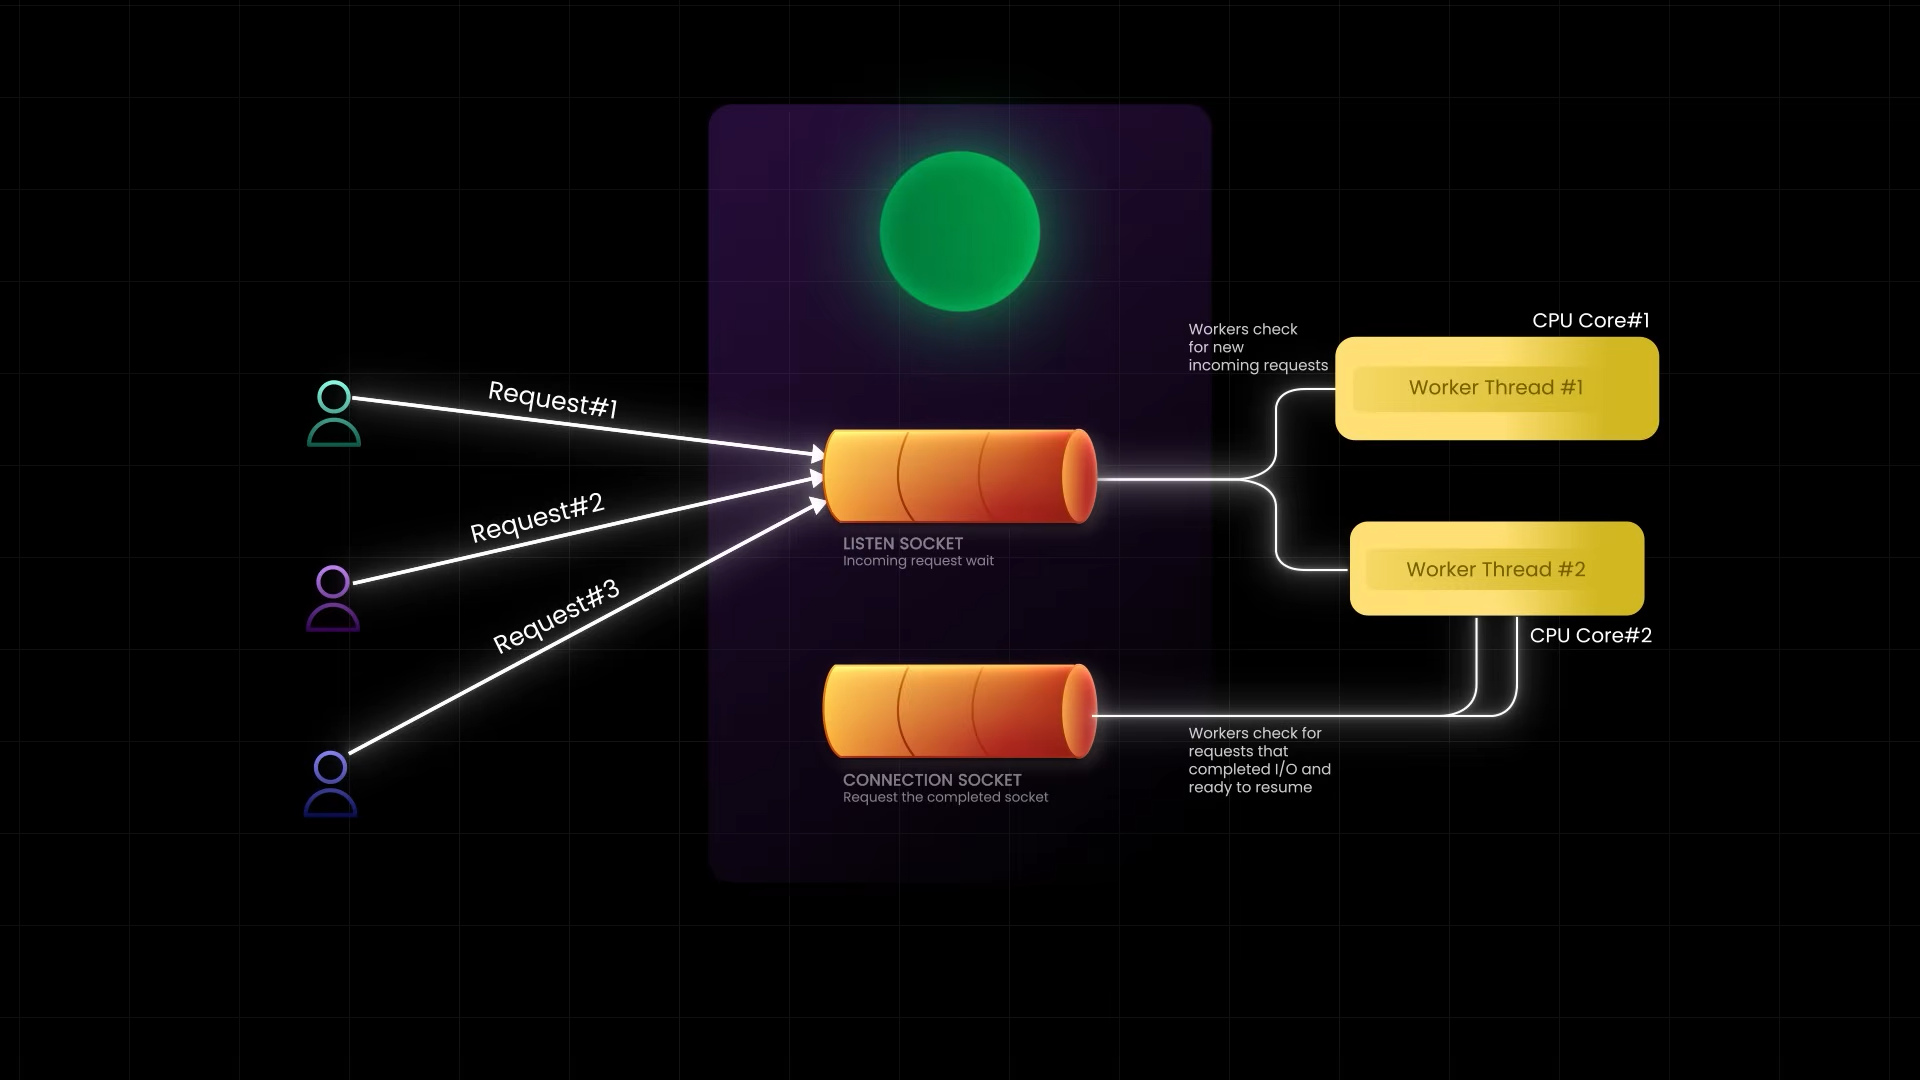 Request#1
Request#2
Request#3
LISTEN SOCKET
Incoming request wait
CONNECTION SOCKET
Request the completed socket
Workers check
for new
incoming requests
CPU Core#1
Worker Thread #1
Worker Thread #2
CPU Core#2
Workers check for
requests that
completed I/O and
ready to resume